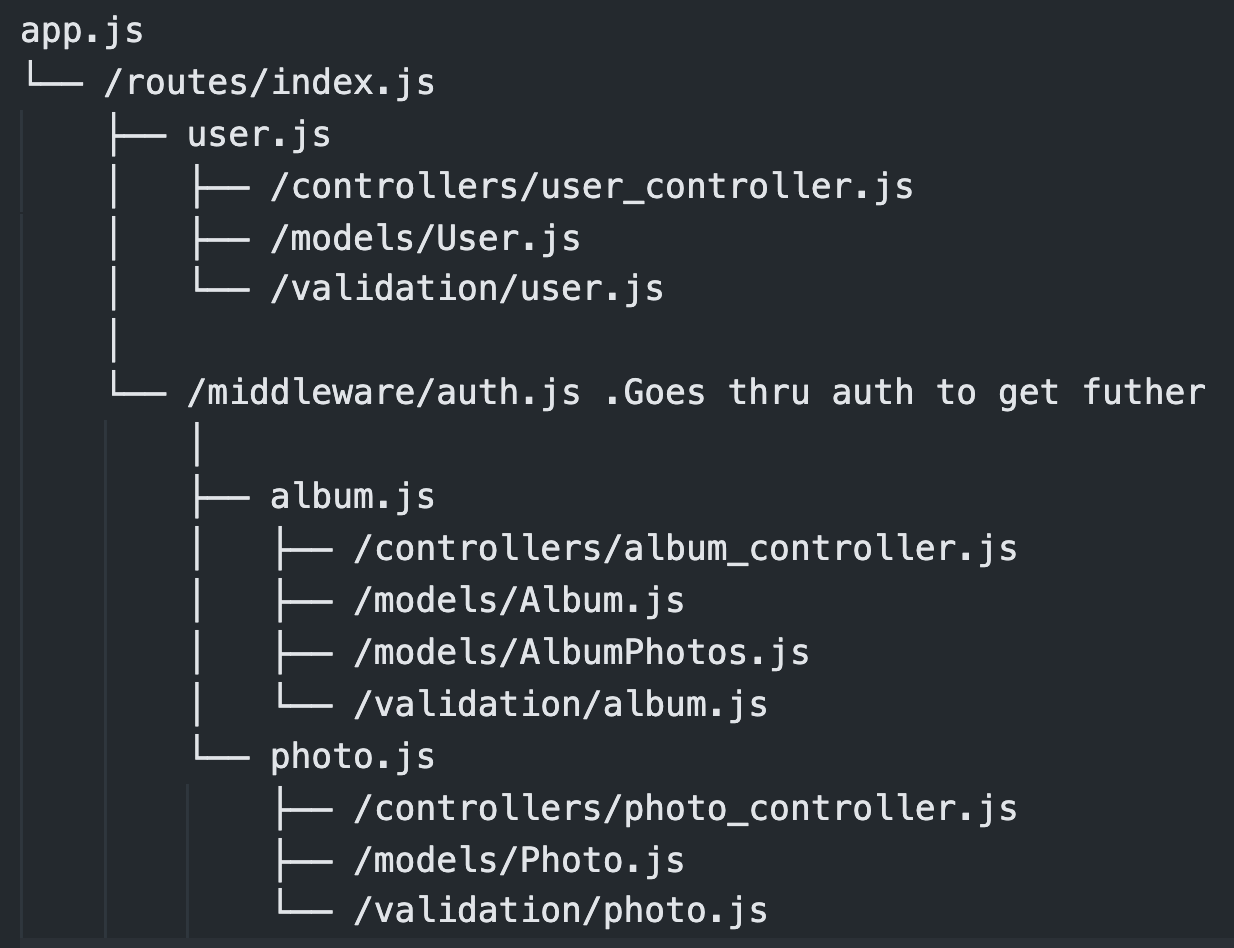 app.js
└── /routes/index.js
    ├── user.js
    │   ├── /controllers/user_controller.js
    │   ├── /models/User.js
    │   └── /validation/user.js
    │
    └── /middleware/auth.js .Goes thru auth to get futher
        │
        ├── album.js
        │   ├── /controllers/album_controller.js
        │   ├── /models/Album.js
        │   ├── /models/AlbumPhotos.js
        │   └── /validation/album.js
        └── photo.js
            ├── /controllers/photo_controller.js
            ├── /models/Photo.js
            └── /validation/photo.js